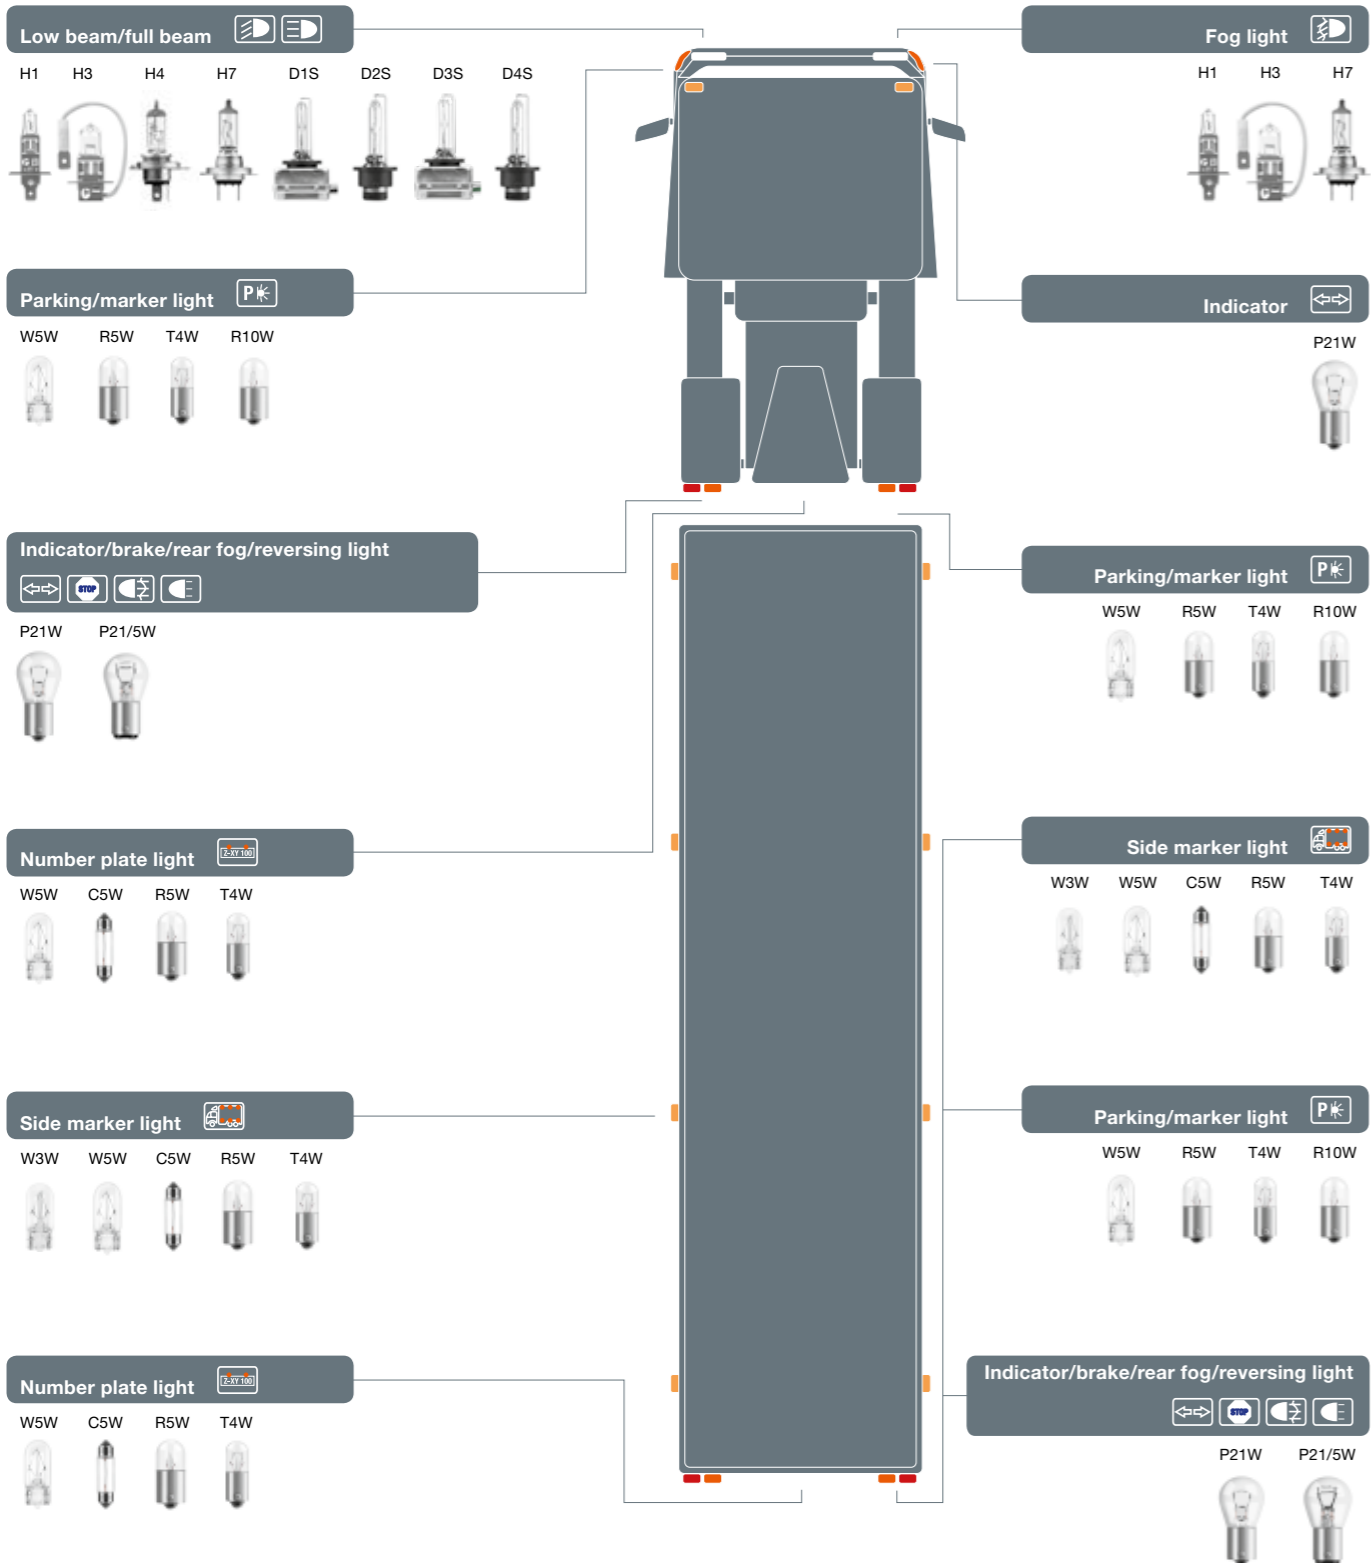 Low beam/full beam
H1 H3 H4 H7 D1S D2S D3S D4S
Fog light
H1 H3 H7
Parking/marker light P
W5W R5W T4W R10W
Indicator
P21W
Indicator/brake/rear fog/reversing light
STOP
P21W P21/5W
Parking/marker light P
W5W R5W T4W R10W
Number plate light Z-XY 100
W5W C5W R5W T4W
Side marker light
W3W W5W C5W R5W T4W
Side marker light
W3W W5W C5W R5W T4W
Parking/marker light P
W5W R5W T4W R10W
Number plate light Z-XY 100
W5W C5W R5W T4W
Indicator/brake/rear fog/reversing light
STOP
P21W P21/5W